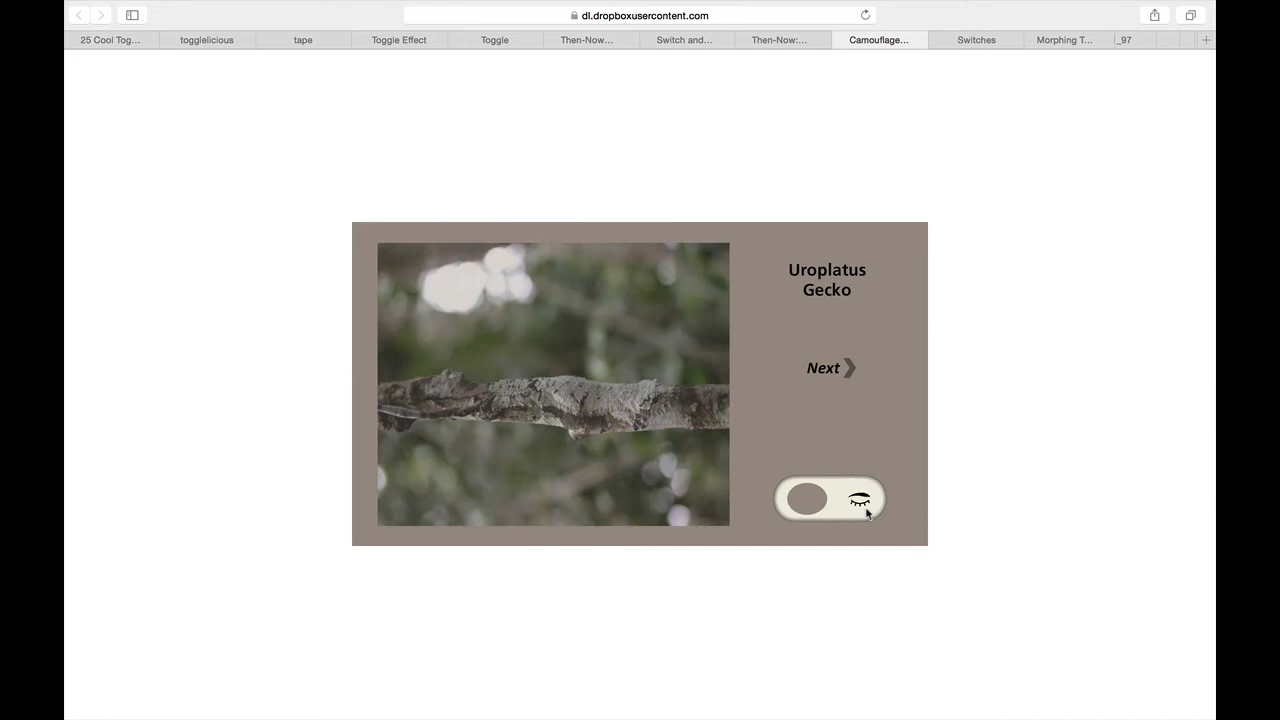 dl.dropboxusercontent.com
25 Cool Tog...
togglelicious
tape
Toggle Effect
Toggle
Then-Now...
Switch and...
Then-Now:...
Camouflage...
Switches
Morphing T...
|_97
Uroplatus
Gecko
Next